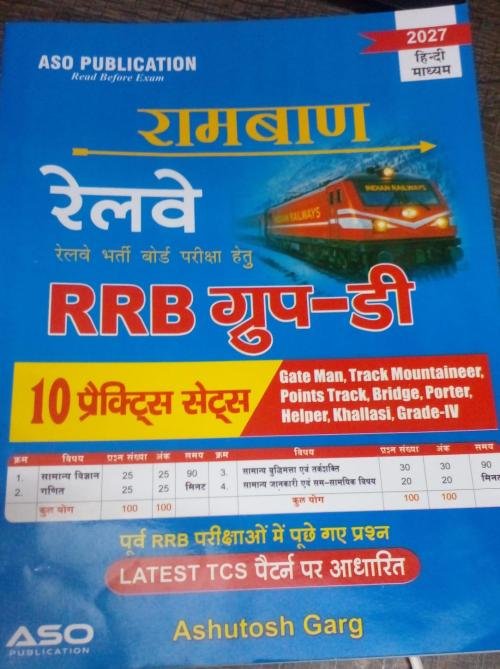 ASO PUBLICATION
Read Before Exam
2027
हिन्दी
माध्यम
रामबाण
रेलवे
INDIAN RAILWAYS
INDIAN RAILWAYS
रेलवे भर्ती बोर्ड परीक्षा हेतु
RRB ग्रुप-डी
10 प्रैक्टिस सेट्स
Gate Man, Track Mountaineer,
Points Track, Bridge, Porter,
Helper, Khallasi, Grade-IV
क्रम विषय प्रश्न संख्या अंक समय क्रम विषय प्रश्न संख्या अंक समय
1. सामान्य विज्ञान 25 25 90 3. सामान्य बुद्धिमत्ता एवं तर्कशक्ति 30 30 90
2. गणित 25 25 मिनट 4. सामान्य जानकारी एवं सम-सामयिक विषय 20 20 मिनट
कुल योग 100 100 कुल योग 100 100
पूर्व RRB परीक्षाओं में पूछे गए प्रश्न
LATEST TCS पैटर्न पर आधारित
ASO
PUBLICATION
Ashutosh Garg